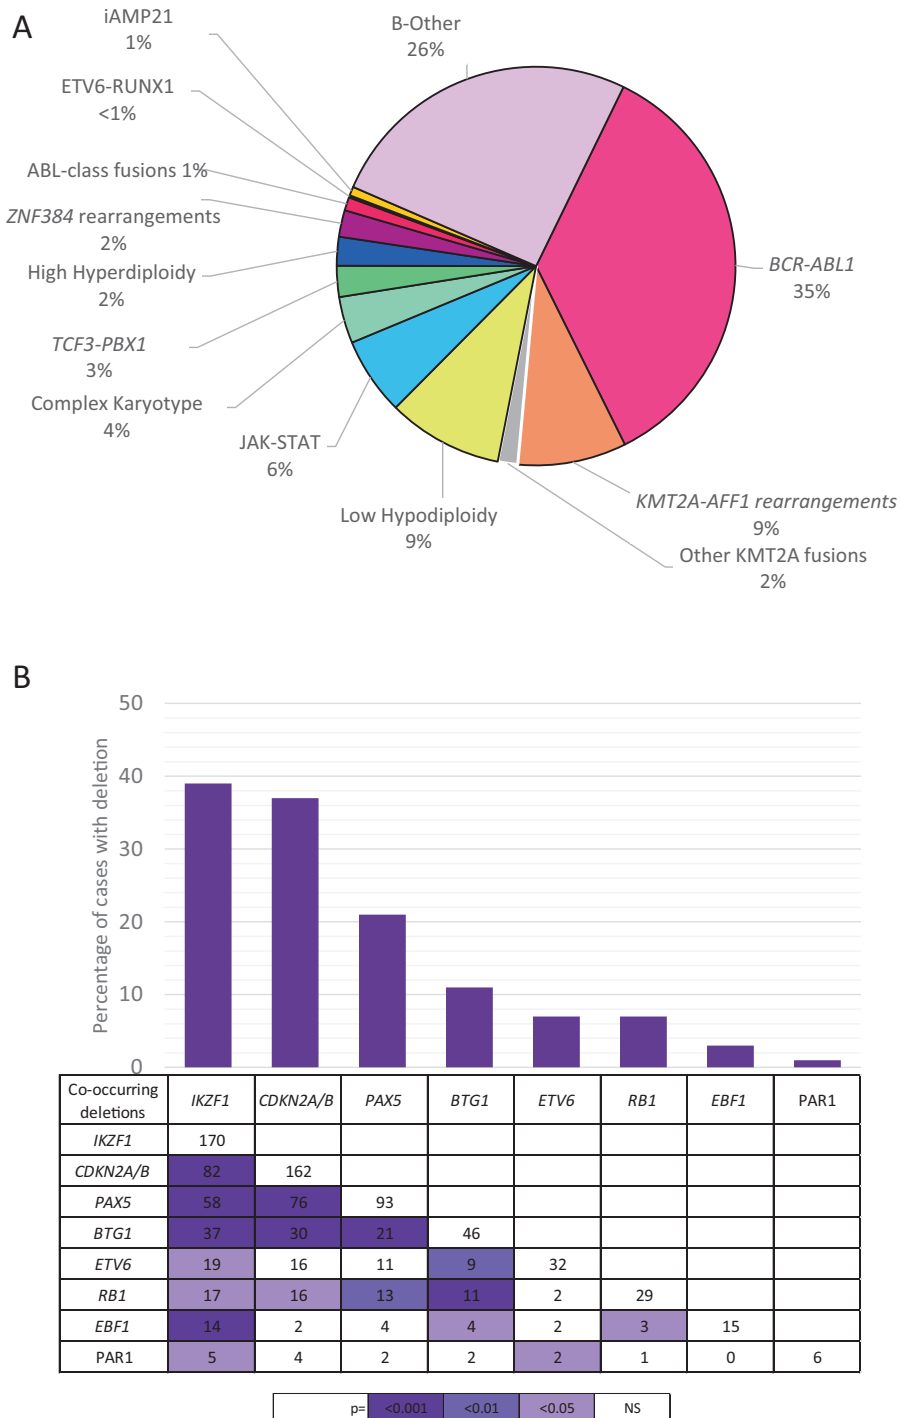 A
iAMP21
1%
B-Other
26%
ETV6-RUNX1
<1%
ABL-class fusions 1%
ZNF384 rearrangements
2%
High Hyperdiploidy
2%
TCF3-PBX1
3%
Complex Karyotype
4%
JAK-STAT
6%
Low Hypodiploidy
9%
BCR-ABL1
35%
KMT2A-AFF1 rearrangements
9%
Other KMT2A fusions
2%
B
Percentage of cases with deletion
50
40
30
20
10
0
Co-occurring
deletions IKZF1 CDKN2A/B PAX5 BTG1 ETV6 RB1 EBF1 PAR1
IKZF1 170
CDKN2A/B 82 162
PAX5 58 76 93
BTG1 37 30 21 46
ETV6 19 16 11 9 32
RB1 17 16 13 11 2 29
EBF1 14 2 4 4 2 3 15
PAR1 5 4 2 2 2 1 0 6
p= <0.001 <0.01 <0.05 NS